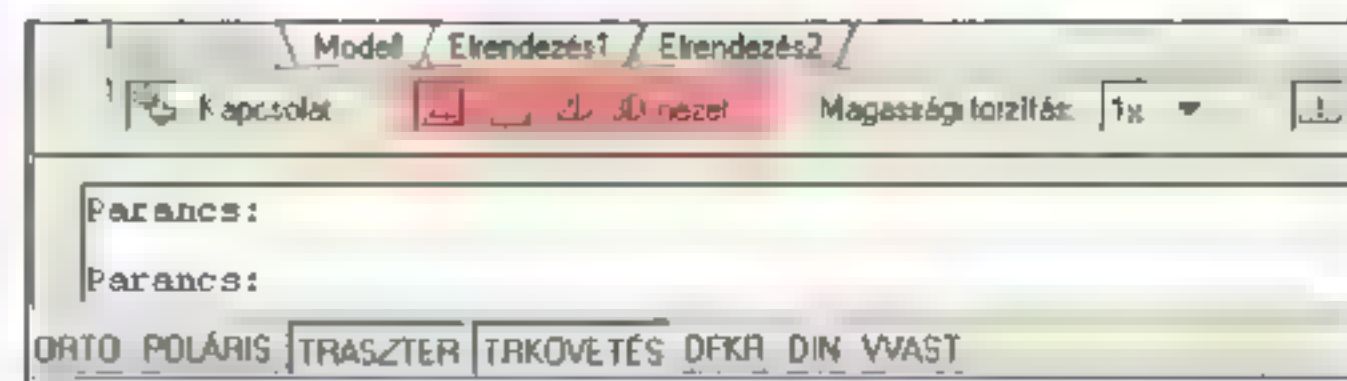 Modell Elrendezés1 Elrendezés2
Kapcsolat 3D nézet Magassági torzítás: 1x
Parancs:
Parancs:
ORTO POLÁRIS TRASZTER TRKÖVETÉS DFKR DIN VVAST